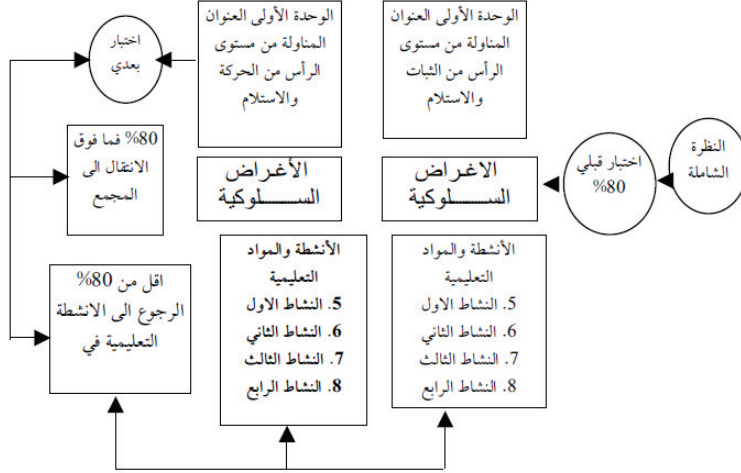 النظرة
الشاملة
اختبار قبلي
80%
الوحدة الأولى العنوان
المناولة من مستوى
الرأس من الثبات
والاستلام
الاغراض
السلوكية
الأنشطة والمواد
التعليمية
5. النشاط الاول
6. النشاط الثاني
7. النشاط الثالث
8. النشاط الرابع
الوحدة الأولى العنوان
المناولة من مستوى
الرأس من الحركة
والاستلام
الأغراض
السلوكية
الأنشطة والمواد
التعليمية
5. النشاط الاول
6. النشاط الثاني
7. النشاط الثالث
8. النشاط الرابع
اختبار
بعدي
80% فما فوق
الانتقال الى
المجمع
اقل من 80%
الرجوع الى الانشطة
التعليمية في